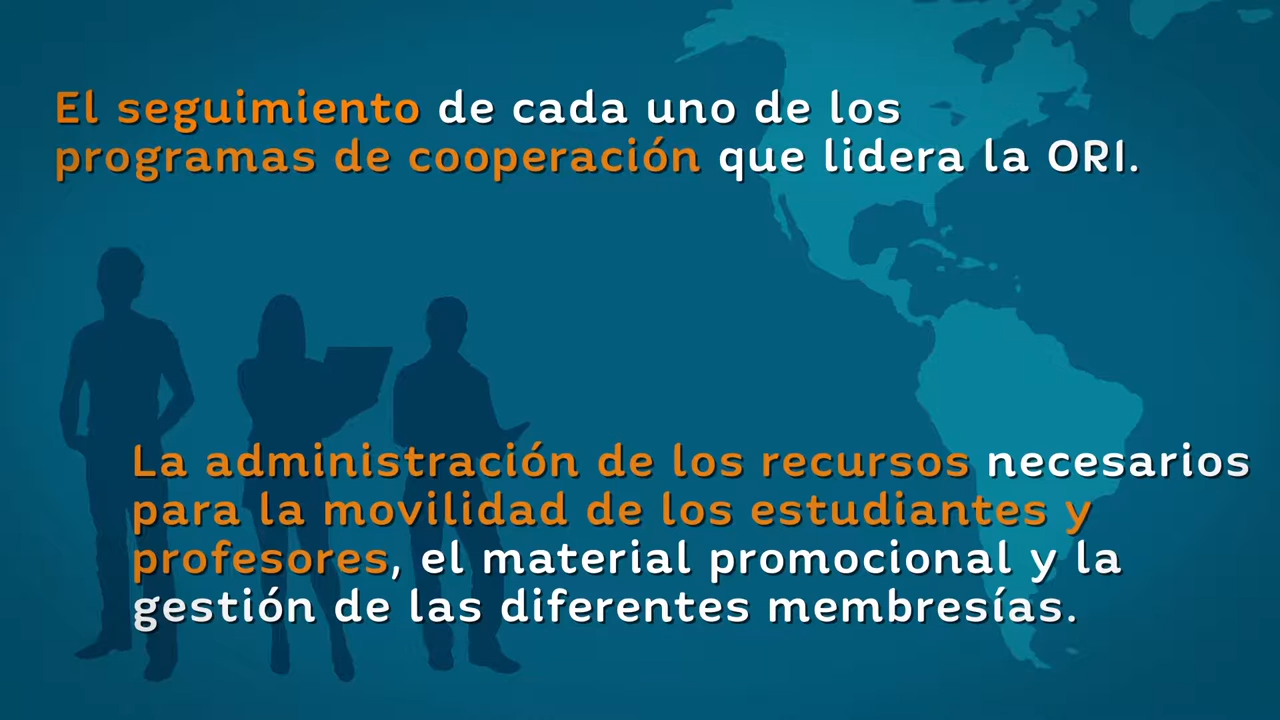 El seguimiento de cada uno de los
programas de cooperación que lidera la ORI.
La administración de los recursos necesarios
para la movilidad de los estudiantes y
profesores, el material promocional y la
gestión de las diferentes membresías.